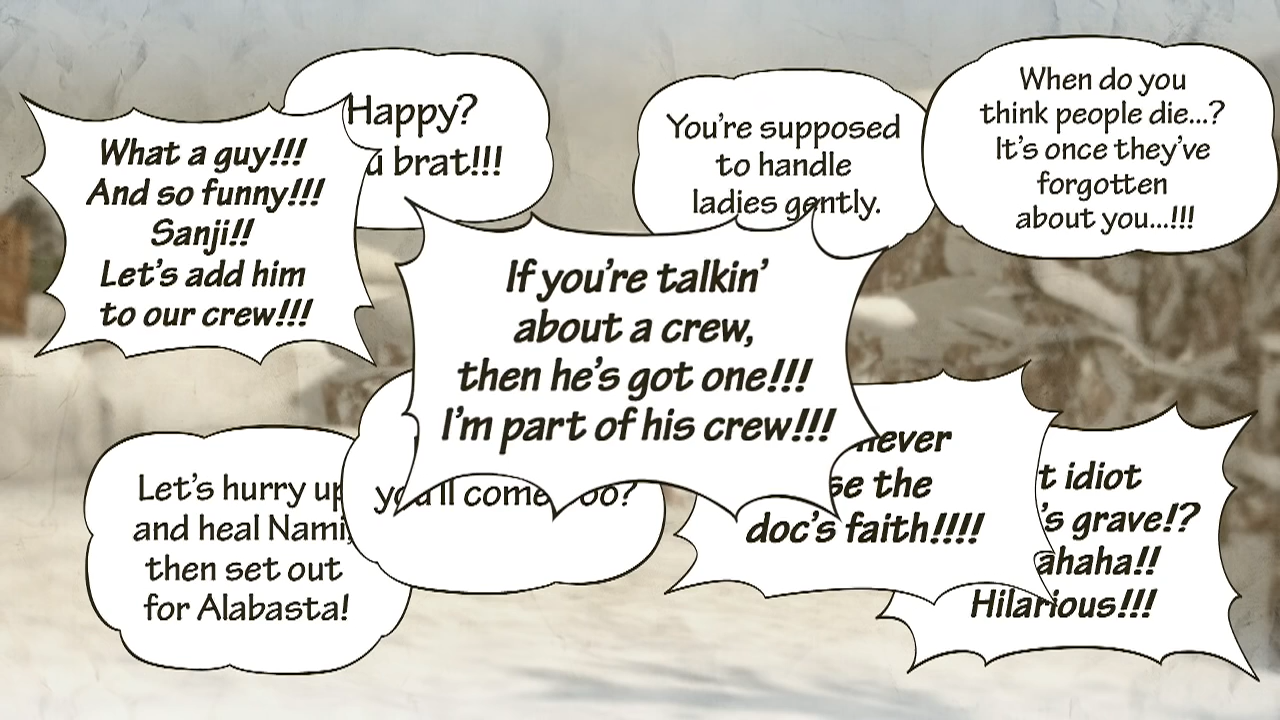 What a guy!!!
And so funny!!!
Sanji!!
Let's add him
to our crew!!!
Happy?
brat!!!
You're supposed
to handle
ladies gently.
When do you
think people die...?
It's once they've
forgotten
about you...!!!
If you're talkin'
about a crew,
then he's got one!!!
I'm part of his crew!!!
Let's hurry up
and heal Nami,
then set out
for Alabasta!
you'll come
never
the
doc's faith!!!!
idiot
grave!?
Hilarious!!!